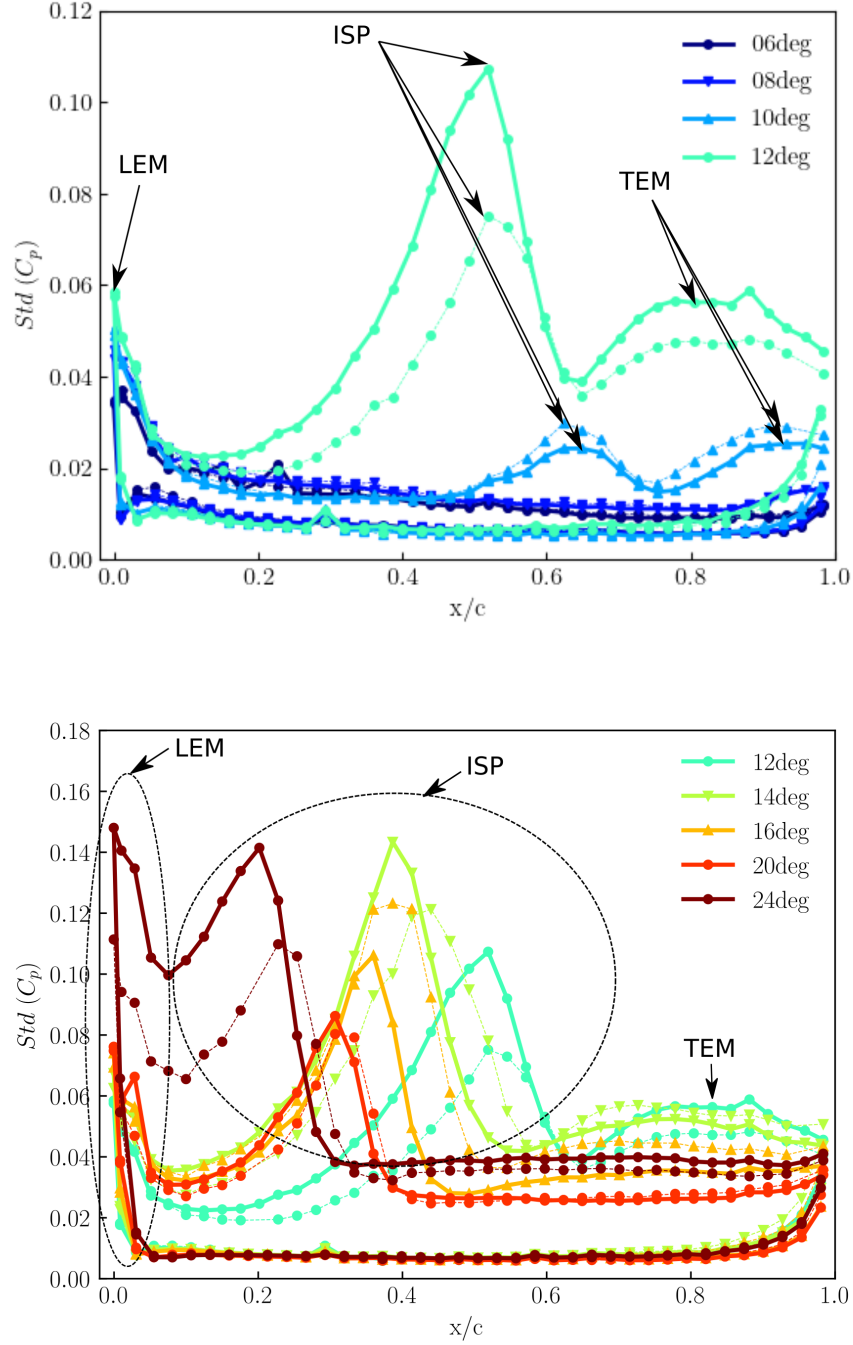 0.12
0.10
0.08
0.06
0.04
0.02
0.00
Std (C_p)
ISP
LEM
TEM
06deg
08deg
10deg
12deg
0.0 0.2 0.4 0.6 0.8 1.0
x/c
0.18
0.16
0.14
0.12
0.10
0.08
0.06
0.04
0.02
0.00
Std (C_p)
LEM
ISP
TEM
12deg
14deg
16deg
20deg
24deg
0.0 0.2 0.4 0.6 0.8 1.0
x/c